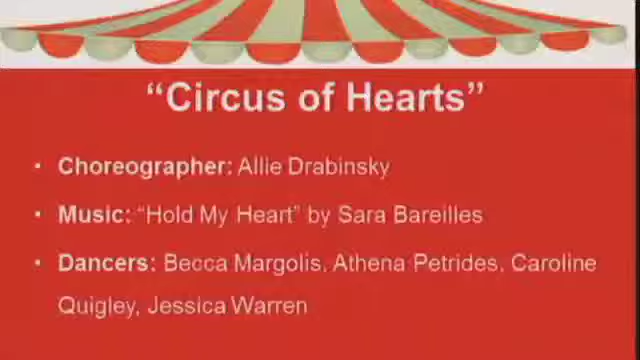 “Circus of Hearts”
• Choreographer: Allie Drabinsky
• Music: “Hold My Heart” by Sara Bareilles
• Dancers: Becca Margolis, Athena Petrides, Caroline
Quigley, Jessica Warren